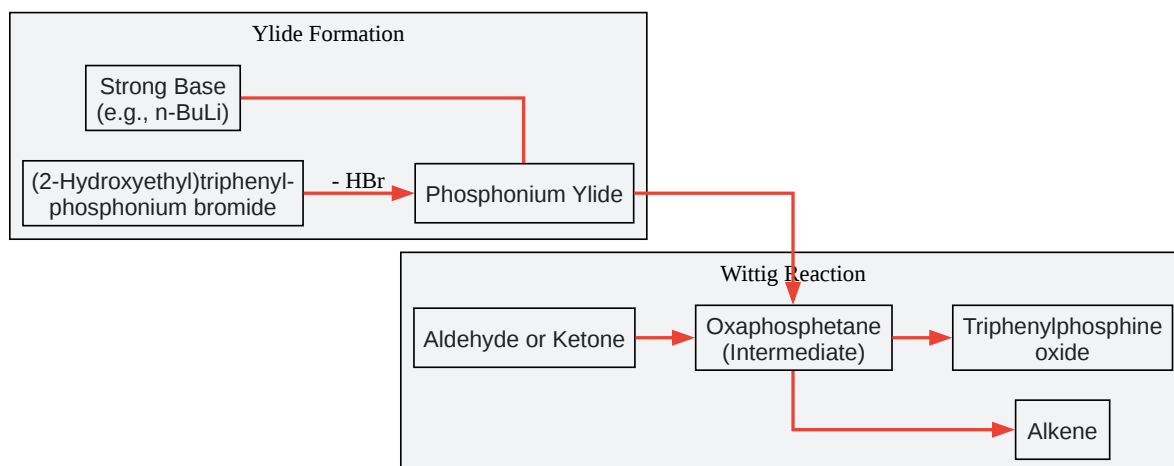 Ylide Formation
Strong Base
(e.g., n-BuLi)
(2-Hydroxyethyl)triphenyl-
phosphonium bromide
- HBr
Phosphonium Ylide
Wittig Reaction
Aldehyde or Ketone
Oxaphosphetane
(Intermediate)
Triphenylphosphine
oxide
Alkene